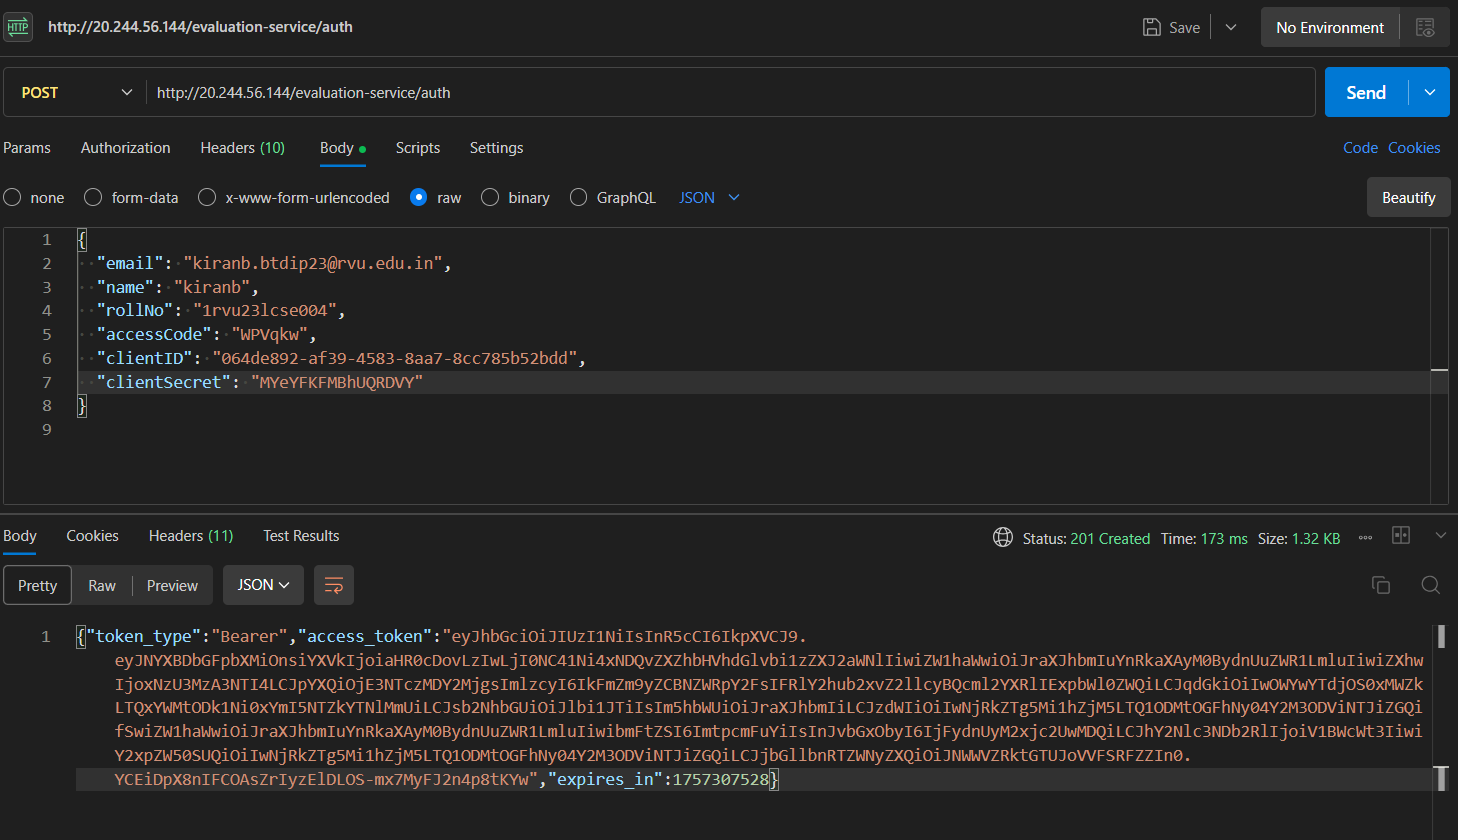 HTTP http://20.244.56.144/evaluation-service/auth Save No Environment
POST http://20.244.56.144/evaluation-service/auth Send
Params Authorization Headers (10) Body Scripts Settings Code Cookies
none form-data x-www-form-urlencoded raw binary GraphQL JSON Beautify
1 {
2 "email": "kiranb.btdip23@rvu.edu.in",
3 "name": "kiranb",
4 "rollNo": "1rvu23lcse004",
5 "accessCode": "WPVqkw",
6 "clientID": "064de892-af39-4583-8aa7-8cc785b52bdd",
7 "clientSecret": "MYeYFKFMBhUQRDVY"
8 }
9
Body Cookies Headers (11) Test Results Status: 201 Created Time: 173 ms Size: 1.32 KB
Pretty Raw Preview JSON
1 {"token_type":"Bearer","access_token":"eyJhbGciOiJIUzI1NiIsInR5cCI6IkpXVCJ9.
eyJNYXBDbGFpbXMiOnsiYXVkIjoiaHR0cDovLzIwLjI0NC41Ni4xNDQvZXZhbHVhdGlvbi1zZXJ2aWNlIiwiZW1haWwiOiJraXJhbmIuYnRkaXAyM0BydnUuZWR1LmluIiwiZXhw
IjoxNzU3MzA3NTI4LCJpYXQiOjE3NTczMDY2MjgsImlzcyI6IkFmZm9yZCBNZWRpY2FsIFRlY2hub2xvZ2llcyBQcml2YXRlIExpbWl0ZWQiLCJqdGkiOiIwOWYwYTdjOS0xMWZk
LTQxYWMtODk1Ni0xYmI5NTZkYTNlMmUiLCJsb2NhbGUiOiJlbi1JTiIsIm5hbWUiOiJraXJhbmIiLCJzdWIiOiIwNjRkZTg5Mi1hZjM5LTQ1ODMtOGFhNy04Y2M3ODViNTJiZGQi
fSwiZW1haWwiOiJraXJhbmIuYnRkaXAyM0BydnUuZWR1LmluIiwibmFtZSI6ImtpcmFuYiIsInJvbGxObyI6IjFydnUyM2xjc2UwMDQiLCJhY2Nlc3NDb2RlIjoiV1BWcWt3Iiwi
Y2xpZW50SUQiOiIwNjRkZTg5Mi1hZjM5LTQ1ODMtOGFhNy04Y2M3ODViNTJiZGQiLCJjbGllbnRTZWNyZXQiOiJNWWVZRktGTUJoVVFSRFZZIn0.
YCEiDpX8nIFCOAsZrIyzElDLOS-mx7MyFJ2n4p8tKYw","expires_in":1757307528}